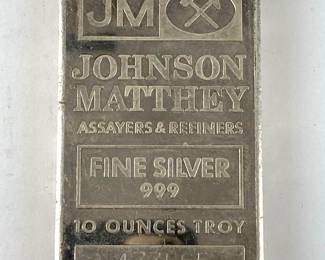 JM
JOHNSON
MATTHEY
ASSAYERS & REFINERS
FINE SILVER
999
10 OUNCES TROY